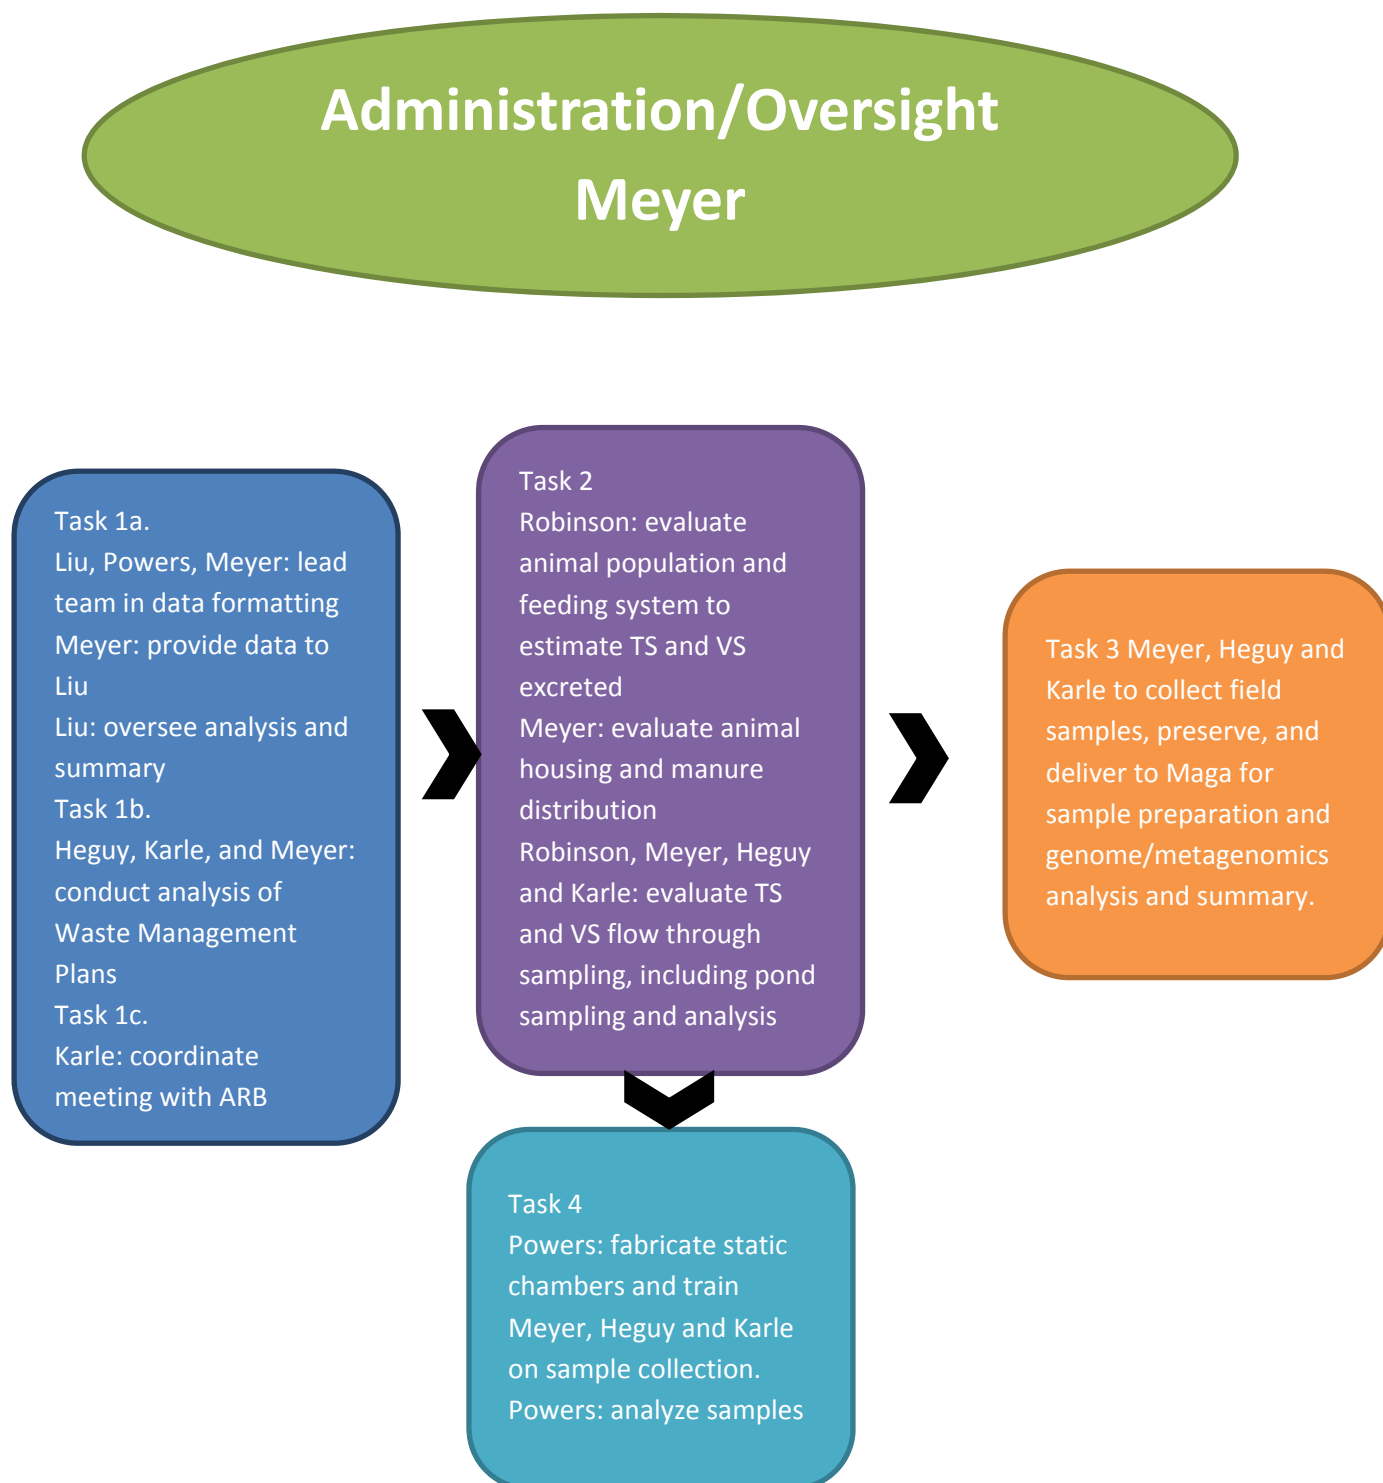 Administration/Oversight
Meyer
Task 1a.
Liu, Powers, Meyer: lead
team in data formatting
Meyer: provide data to
Liu
Liu: oversee analysis and
summary
Task 1b.
Heguy, Karle, and Meyer:
conduct analysis of
Waste Management
Plans
Task 1c.
Karle: coordinate
meeting with ARB
Task 2
Robinson: evaluate
animal population and
feeding system to
estimate TS and VS
excreted
Meyer: evaluate animal
housing and manure
distribution
Robinson, Meyer, Heguy
and Karle: evaluate TS
and VS flow through
sampling, including pond
sampling and analysis
Task 3 Meyer, Heguy and
Karle to collect field
samples, preserve, and
deliver to Maga for
sample preparation and
genome/metagenomics
analysis and summary.
Task 4
Powers: fabricate static
chambers and train
Meyer, Heguy and Karle
on sample collection.
Powers: analyze samples